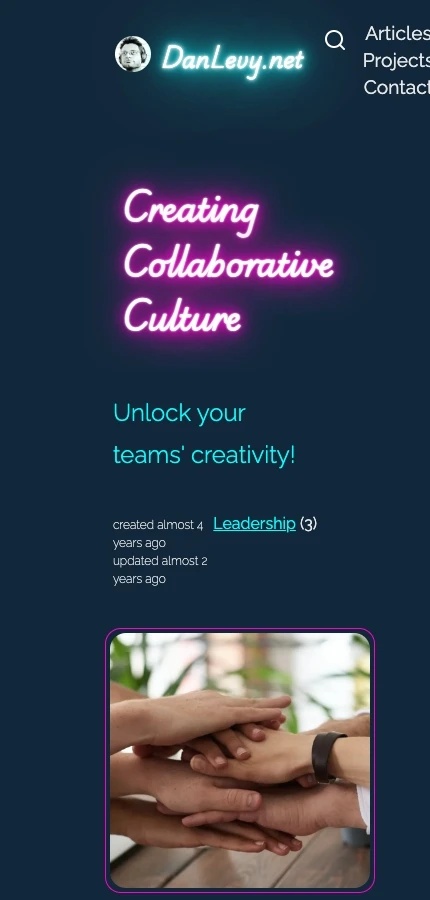 DanLevy.net
Articles
Projects
Contact
Creating
Collaborative
Culture
Unlock your
teams' creativity!
created almost 4 years ago
updated almost 2 years ago
Leadership (3)